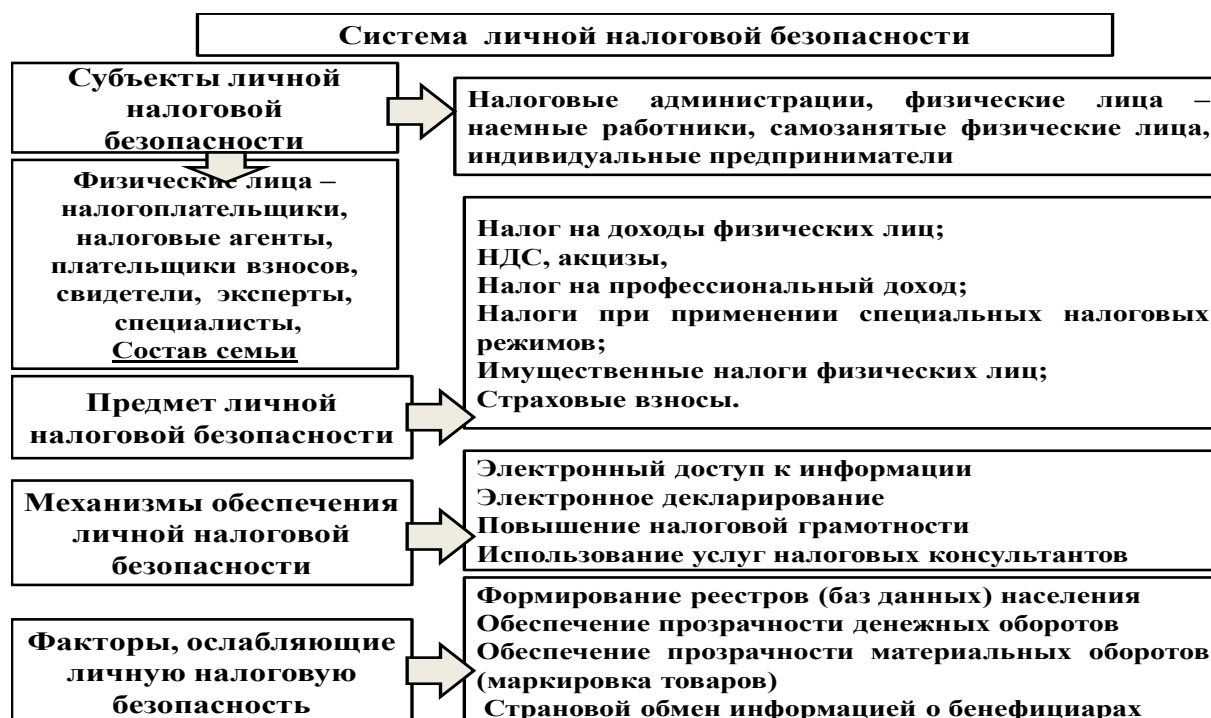 Система личной налоговой безопасности
Субъекты личной
налоговой
безопасности
Налоговые администрации, физические лица –
наемные работники, самозанятые физические лица,
индивидуальные предприниматели
Физические лица –
налогоплательщики,
налоговые агенты,
плательщики взносов,
свидетели, эксперты,
специалисты,
Состав семьи
Предмет личной
налоговой безопасности
Налог на доходы физических лиц;
НДС, акцизы,
Налог на профессиональный доход;
Налоги при применении специальных налоговых
режимов;
Имущественные налоги физических лиц;
Страховые взносы.
Механизмы обеспечения
личной налоговой
безопасности
Электронный доступ к информации
Электронное декларирование
Повышение налоговой грамотности
Использование услуг налоговых консультантов
Факторы, ослабляющие
личную налоговую
безопасность
Формирование реестров (баз данных) населения
Обеспечение прозрачности денежных оборотов
Обеспечение прозрачности материальных оборотов
(маркировка товаров)
Страновой обмен информацией о бенефициарах